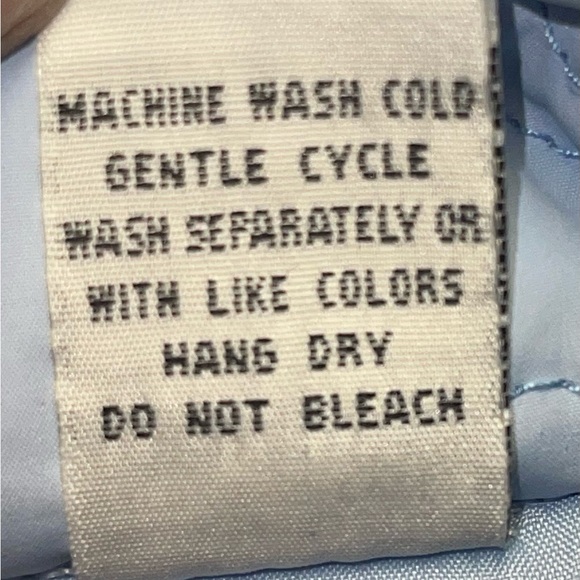 MACHINE WASH COLD
GENTLE CYCLE
WASH SEPARATELY OR
WITH LIKE COLORS
HANG DRY
DO NOT BLEACH